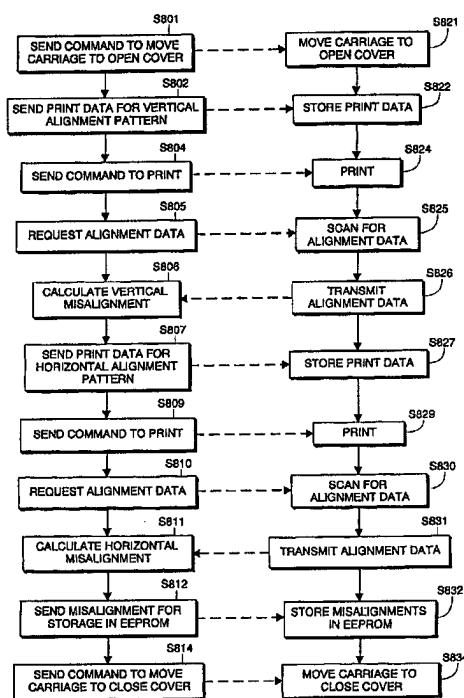 S801
SEND COMMAND TO MOVE
CARRIAGE TO OPEN COVER
S821
MOVE CARRIAGE TO
OPEN COVER
S802
SEND PRINT DATA FOR VERTICAL
ALIGNMENT PATTERN
S822
STORE PRINT DATA
S804
SEND COMMAND TO PRINT
S824
PRINT
S805
REQUEST ALIGNMENT DATA
S825
SCAN FOR
ALIGNMENT DATA
S806
CALCULATE VERTICAL
MISALIGNMENT
S826
TRANSMIT
ALIGNMENT DATA
S807
SEND PRINT DATA FOR
HORIZONTAL ALIGNMENT
PATTERN
S827
STORE PRINT DATA
S809
SEND COMMAND TO PRINT
S829
PRINT
S810
REQUEST ALIGNMENT DATA
S830
SCAN FOR
ALIGNMENT DATA
S811
CALCULATE HORIZONTAL
MISALIGNMENT
S831
TRANSMIT ALIGNMENT DATA
S812
SEND MISALIGNMENT FOR
STORAGE IN EEPROM
S832
STORE MISALIGNMENTS
IN EEPROM
S814
SEND COMMAND TO MOVE
CARRIAGE TO CLOSE COVER
S834
MOVE CARRIAGE TO
CLOSE COVER